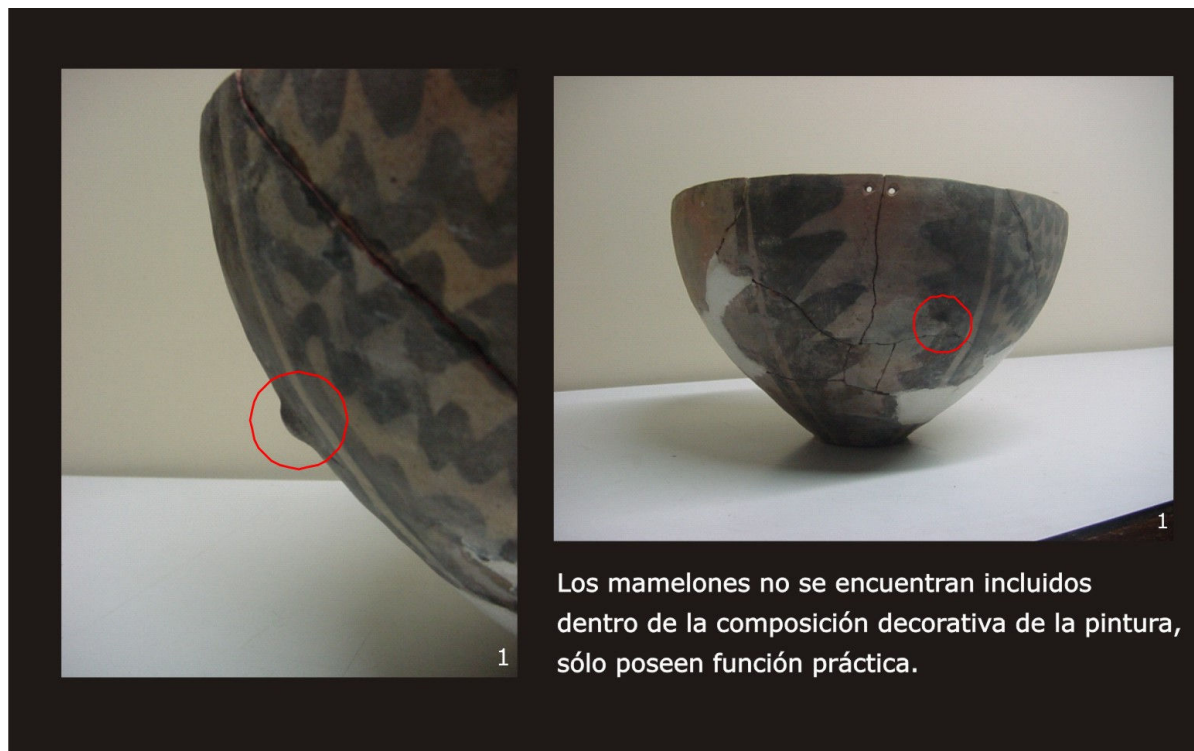 1
1
Los mamelones no se encuentran incluidos
dentro de la composición decorativa de la pintura,
sólo poseen función práctica.